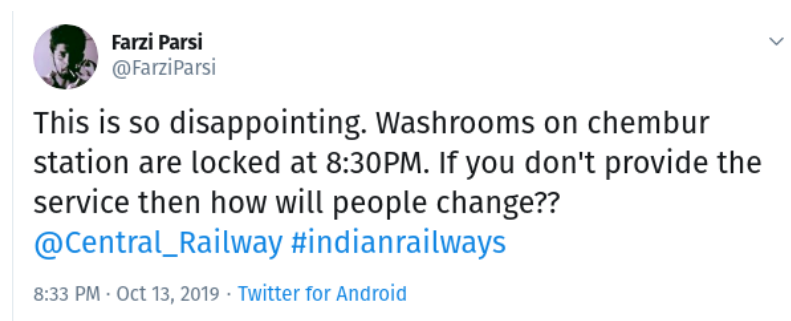 Farzi Parsi
@FarziParsi
This is so disappointing. Washrooms on chembur
station are locked at 8:30PM. If you don't provide the
service then how will people change??
@Central_Railway #indianrailways
8:33 PM · Oct 13, 2019 · Twitter for Android